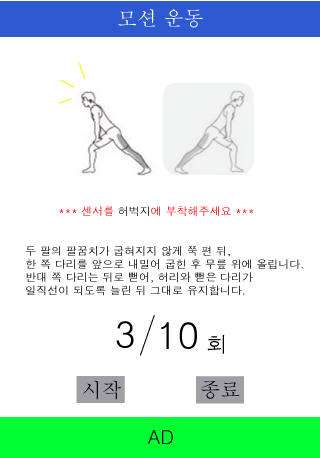 모션 운동
*** 센서를 허벅지에 부착해주세요 ***
두 팔의 팔꿈치가 굽혀지지 않게 쭉 편 뒤,
한 쪽 다리를 앞으로 내밀어 굽힌 후 무릎 위에 올립니다.
반대 쪽 다리는 뒤로 뻗어, 허리와 뻗은 다리가
일직선이 되도록 늘린 뒤 그대로 유지합니다.
3/10 회
시작 종료
AD